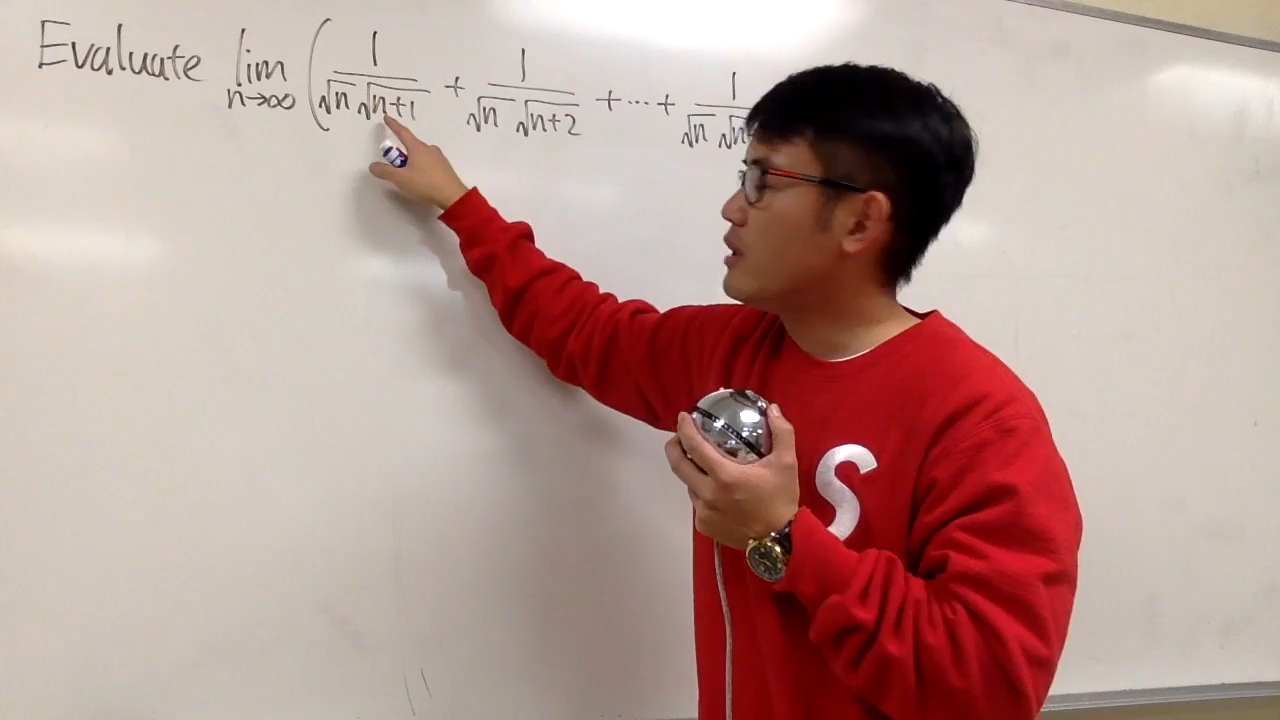 Evaluate lim n→∞ ( 1/(√n √n+1) + 1/(√n √n+2) + ··· + 1/(√n √n
S